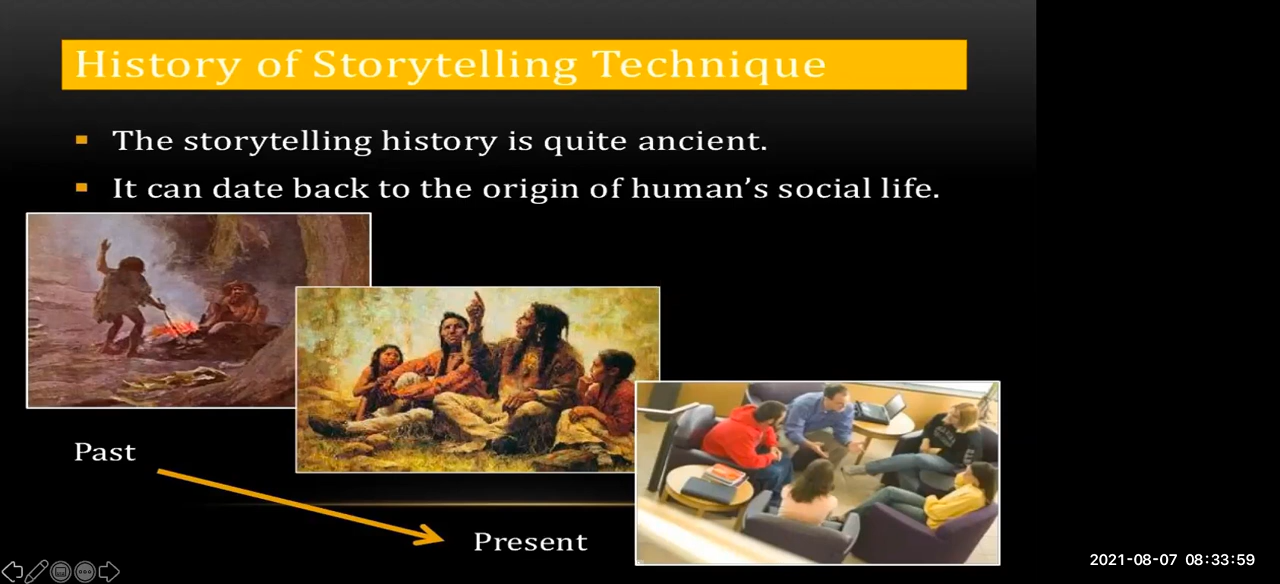 History of Storytelling Technique
The storytelling history is quite ancient.
It can date back to the origin of human’s social life.
Past
Present
2021-08-07 08:33:59